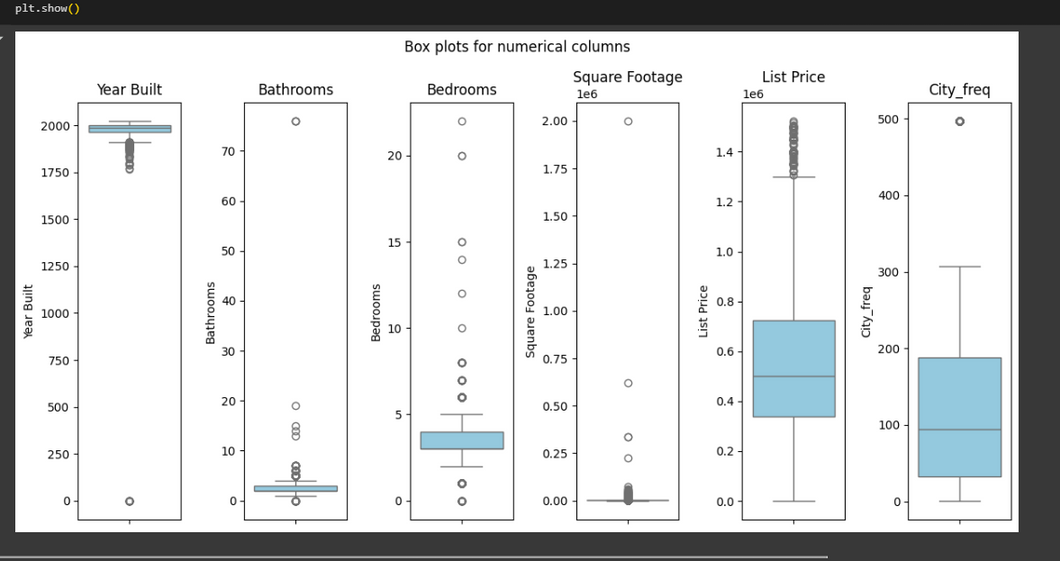 plt.show()
Box plots for numerical columns
Year Built
Bathrooms
Bedrooms
Square Footage
List Price
City_freq
1e6
1e6
Year Built
2000
1750
1500
1250
1000
750
500
250
0
Bathrooms
70
60
50
40
30
20
10
0
Bedrooms
20
15
10
5
0
Square Footage
2.00
1.75
1.50
1.25
1.00
0.75
0.50
0.25
0.00
List Price
1.4
1.2
1.0
0.8
0.6
0.4
0.2
0.0
City_freq
500
400
300
200
100
0